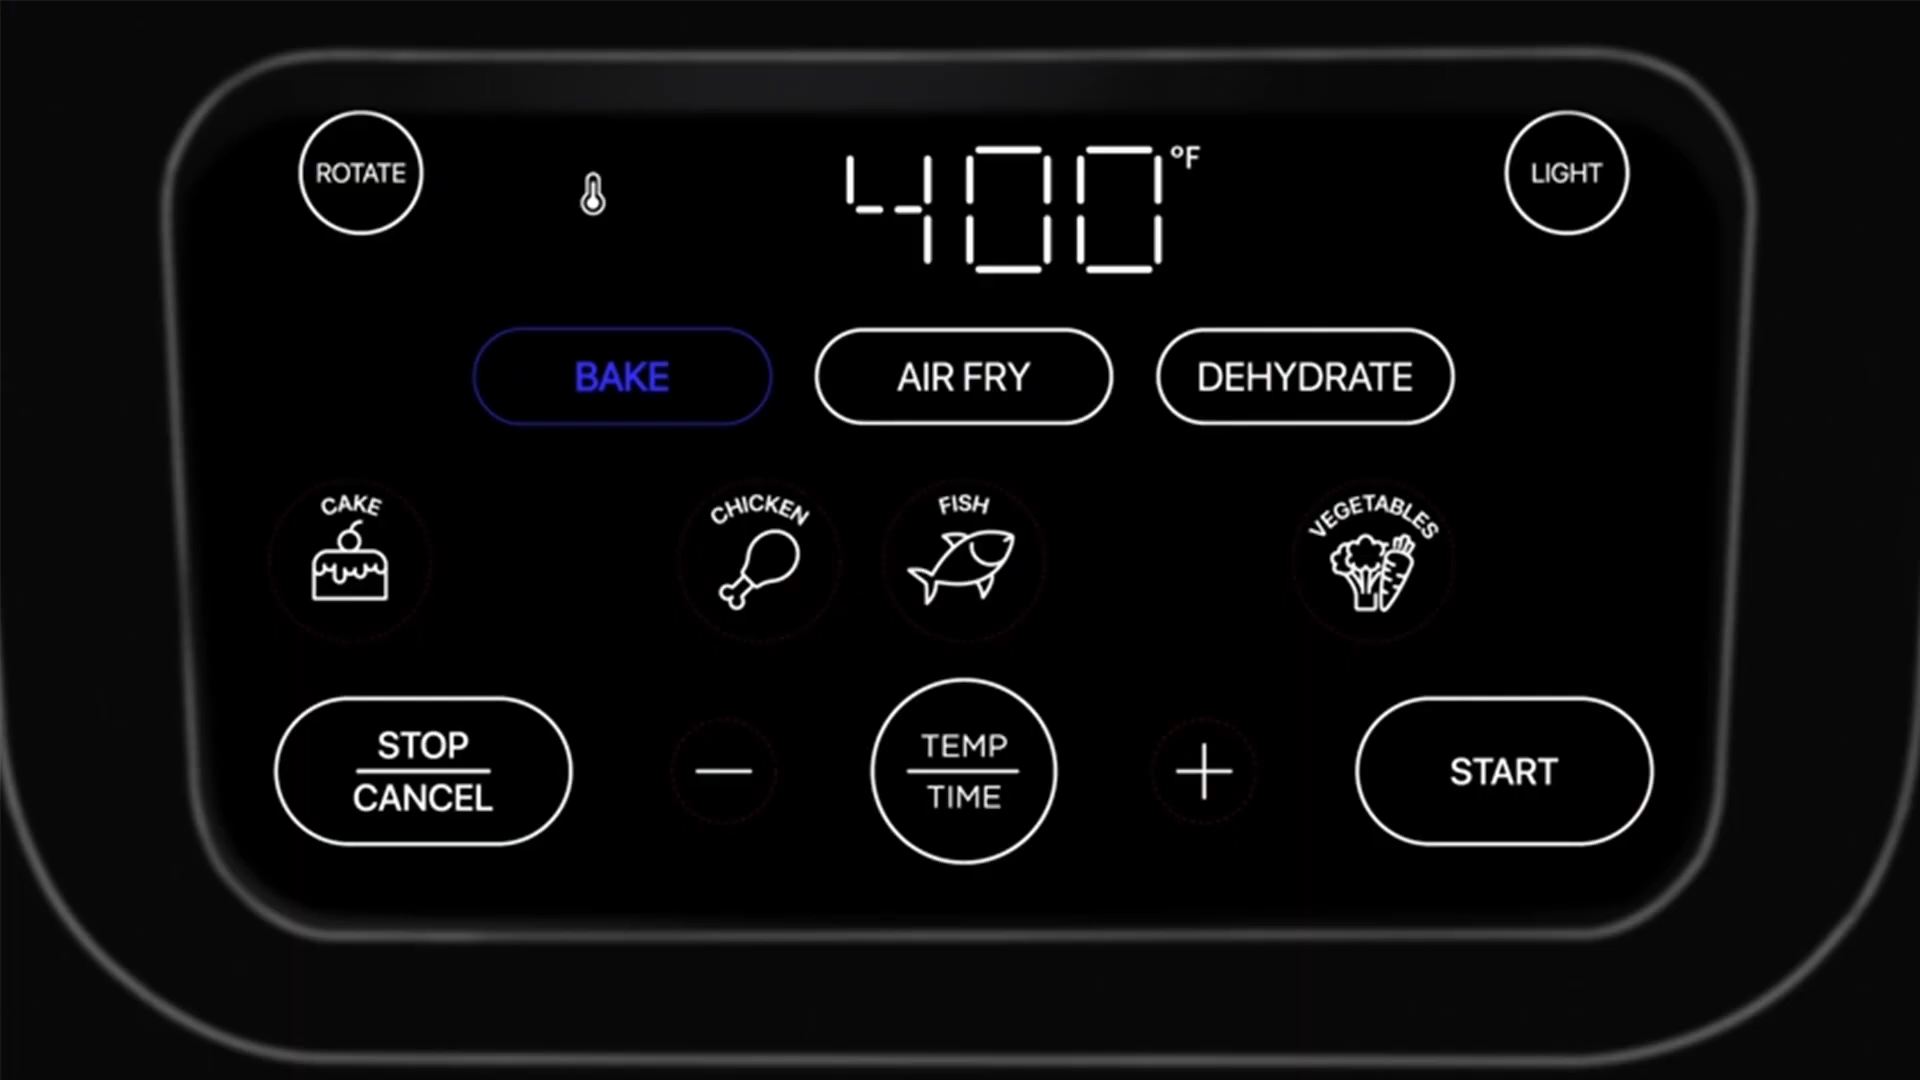 ROTATE
400°F
LIGHT
BAKE
AIR FRY
DEHYDRATE
CAKE
CHICKEN
FISH
VEGETABLES
STOP
CANCEL
−
TEMP
TIME
+
START